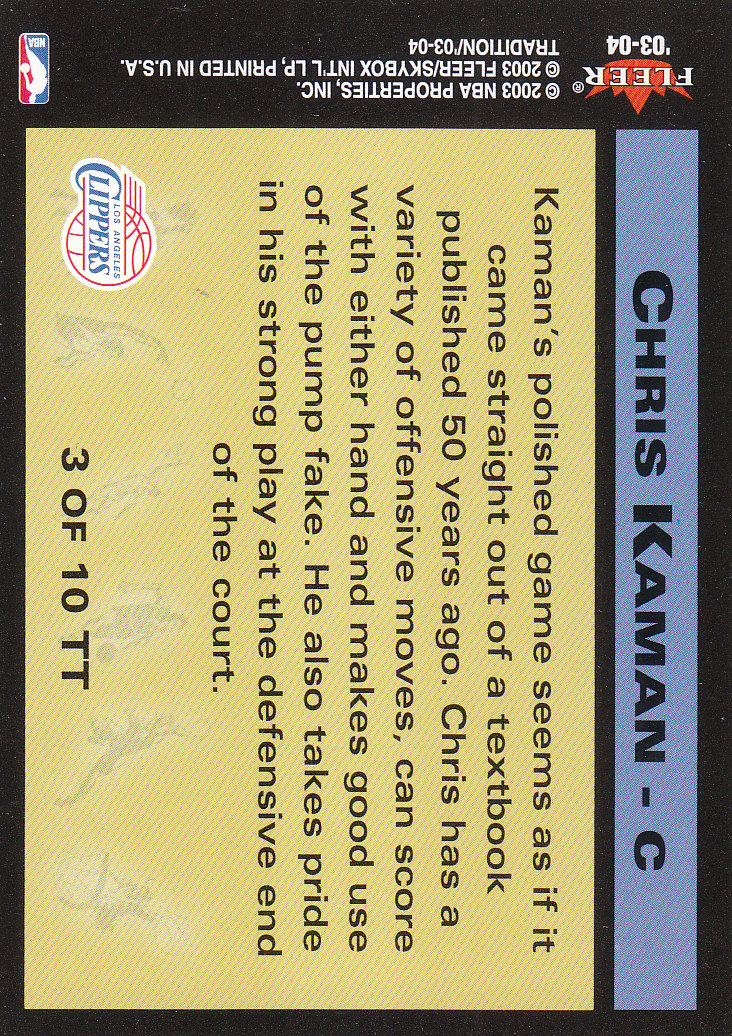 CHRIS KAMAN - C
Kaman's polished game seems as if it
came straight out of a textbook
published 50 years ago. Chris has a
variety of offensive moves, can score
with either hand and makes good use
of the pump fake. He also takes pride
in his strong play at the defensive end
of the court.
LOS ANGELES
CLIPPERS
3 OF 10 TT
FLEER®
'03-04
© 2003 NBA PROPERTIES, INC.
© 2003 FLEER/SKYBOX INT'L LP, PRINTED IN U.S.A.
TRADITION/'03-04
NBA